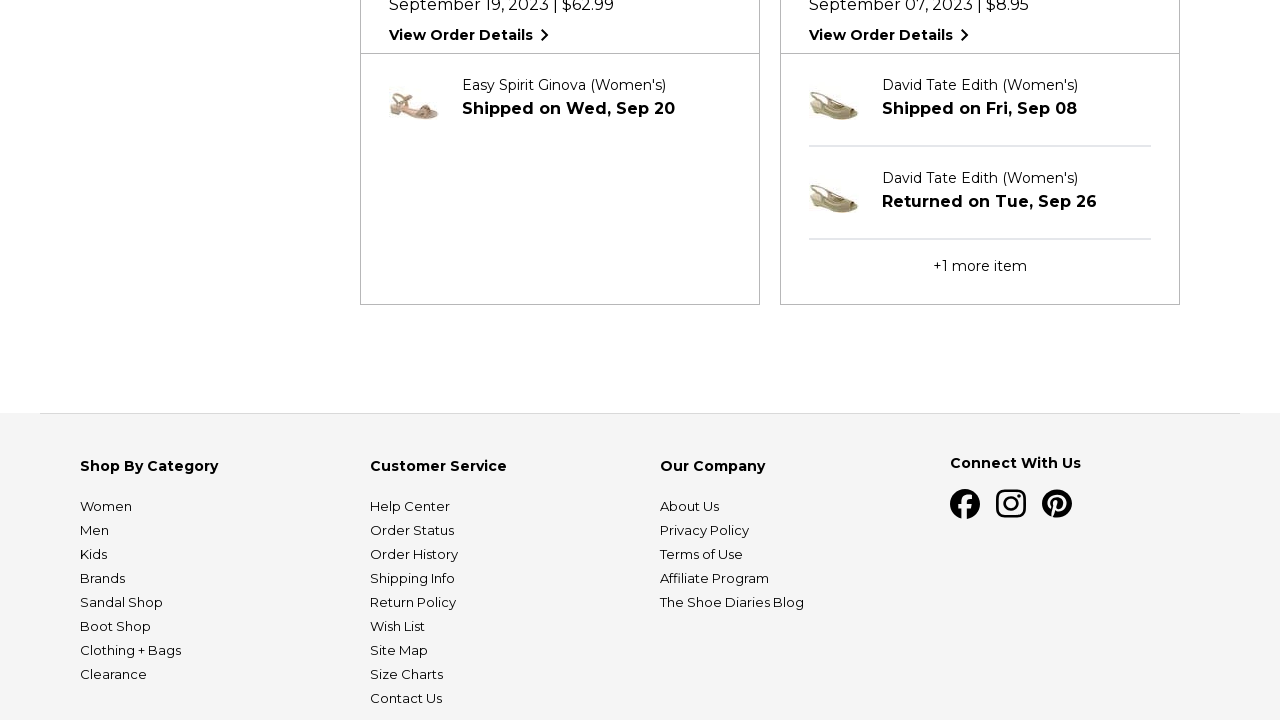 September 19, 2023 | $62.99
View Order Details
Easy Spirit Ginova (Women's)
Shipped on Wed, Sep 20
September 07, 2023 | $8.95
View Order Details
David Tate Edith (Women's)
Shipped on Fri, Sep 08
David Tate Edith (Women's)
Returned on Tue, Sep 26
+1 more item
Shop By Category
Women
Men
Kids
Brands
Sandal Shop
Boot Shop
Clothing + Bags
Clearance
Customer Service
Help Center
Order Status
Order History
Shipping Info
Return Policy
Wish List
Site Map
Size Charts
Contact Us
Our Company
About Us
Privacy Policy
Terms of Use
Affiliate Program
The Shoe Diaries Blog
Connect With Us